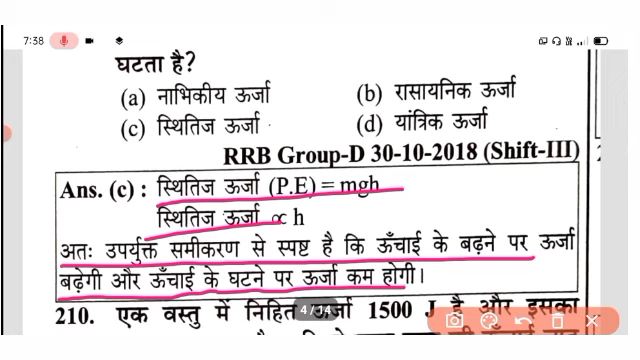 7:38
घटता है?
(a) नाभिकीय ऊर्जा (b) रासायनिक ऊर्जा
(c) स्थितिज ऊर्जा (d) यांत्रिक ऊर्जा
RRB Group-D 30-10-2018 (Shift-III)
Ans. (c) : स्थितिज ऊर्जा (P.E) = mgh
स्थितिज ऊर्जा ∝ h
अतः उपर्युक्त समीकरण से स्पष्ट है कि ऊँचाई के बढ़ने पर ऊर्जा
बढ़ेगी और ऊँचाई के घटने पर ऊर्जा कम होगी।
210. एक वस्तु में निहित ऊर्जा 1500 J है और इसका
4/14